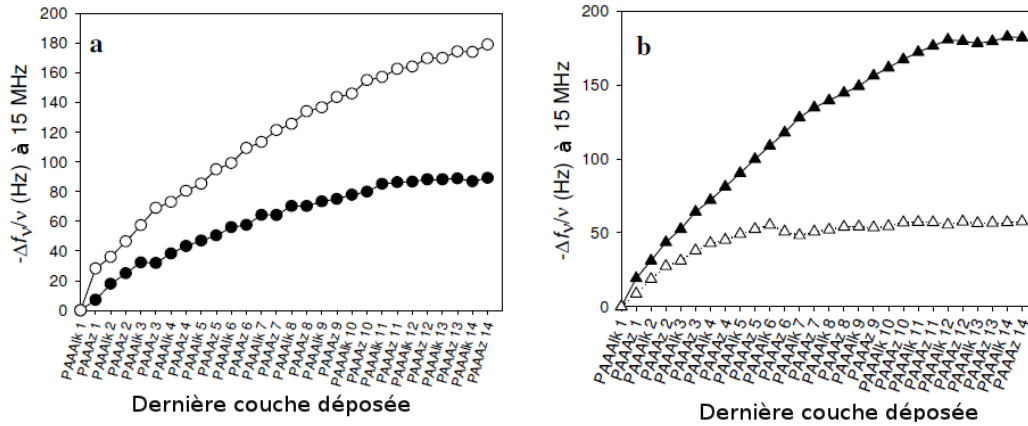 a
-Δfν/ν (Hz) à 15 MHz
200
180
160
140
120
100
80
60
40
20
0
PAAAlk 1
PAAAz 1
PAAAlk 2
PAAAz 2
PAAAlk 3
PAAAz 3
PAAAlk 4
PAAAz 4
PAAAlk 5
PAAAz 5
PAAAlk 6
PAAAz 6
PAAAlk 7
PAAAz 7
PAAAlk 8
PAAAz 8
PAAAlk 9
PAAAz 9
PAAAlk 10
PAAAz 10
PAAAlk 11
PAAAz 11
PAAAlk 12
PAAAz 12
PAAAlk 13
PAAAz 13
PAAAlk 14
PAAAz 14
Dernière couche déposée
b
-Δfν/ν (Hz) à 15 MHz
200
150
100
50
0
PAAAlk 1
PAAAz 1
PAAAlk 2
PAAAz 2
PAAAlk 3
PAAAz 3
PAAAlk 4
PAAAz 4
PAAAlk 5
PAAAz 5
PAAAlk 6
PAAAz 6
PAAAlk 7
PAAAz 7
PAAAlk 8
PAAAz 8
PAAAlk 9
PAAAz 9
PAAAlk 10
PAAAz 10
PAAAlk 11
PAAAz 11
PAAAlk 12
PAAAz 12
PAAAlk 13
PAAAz 13
PAAAlk 14
PAAAz 14
Dernière couche déposée